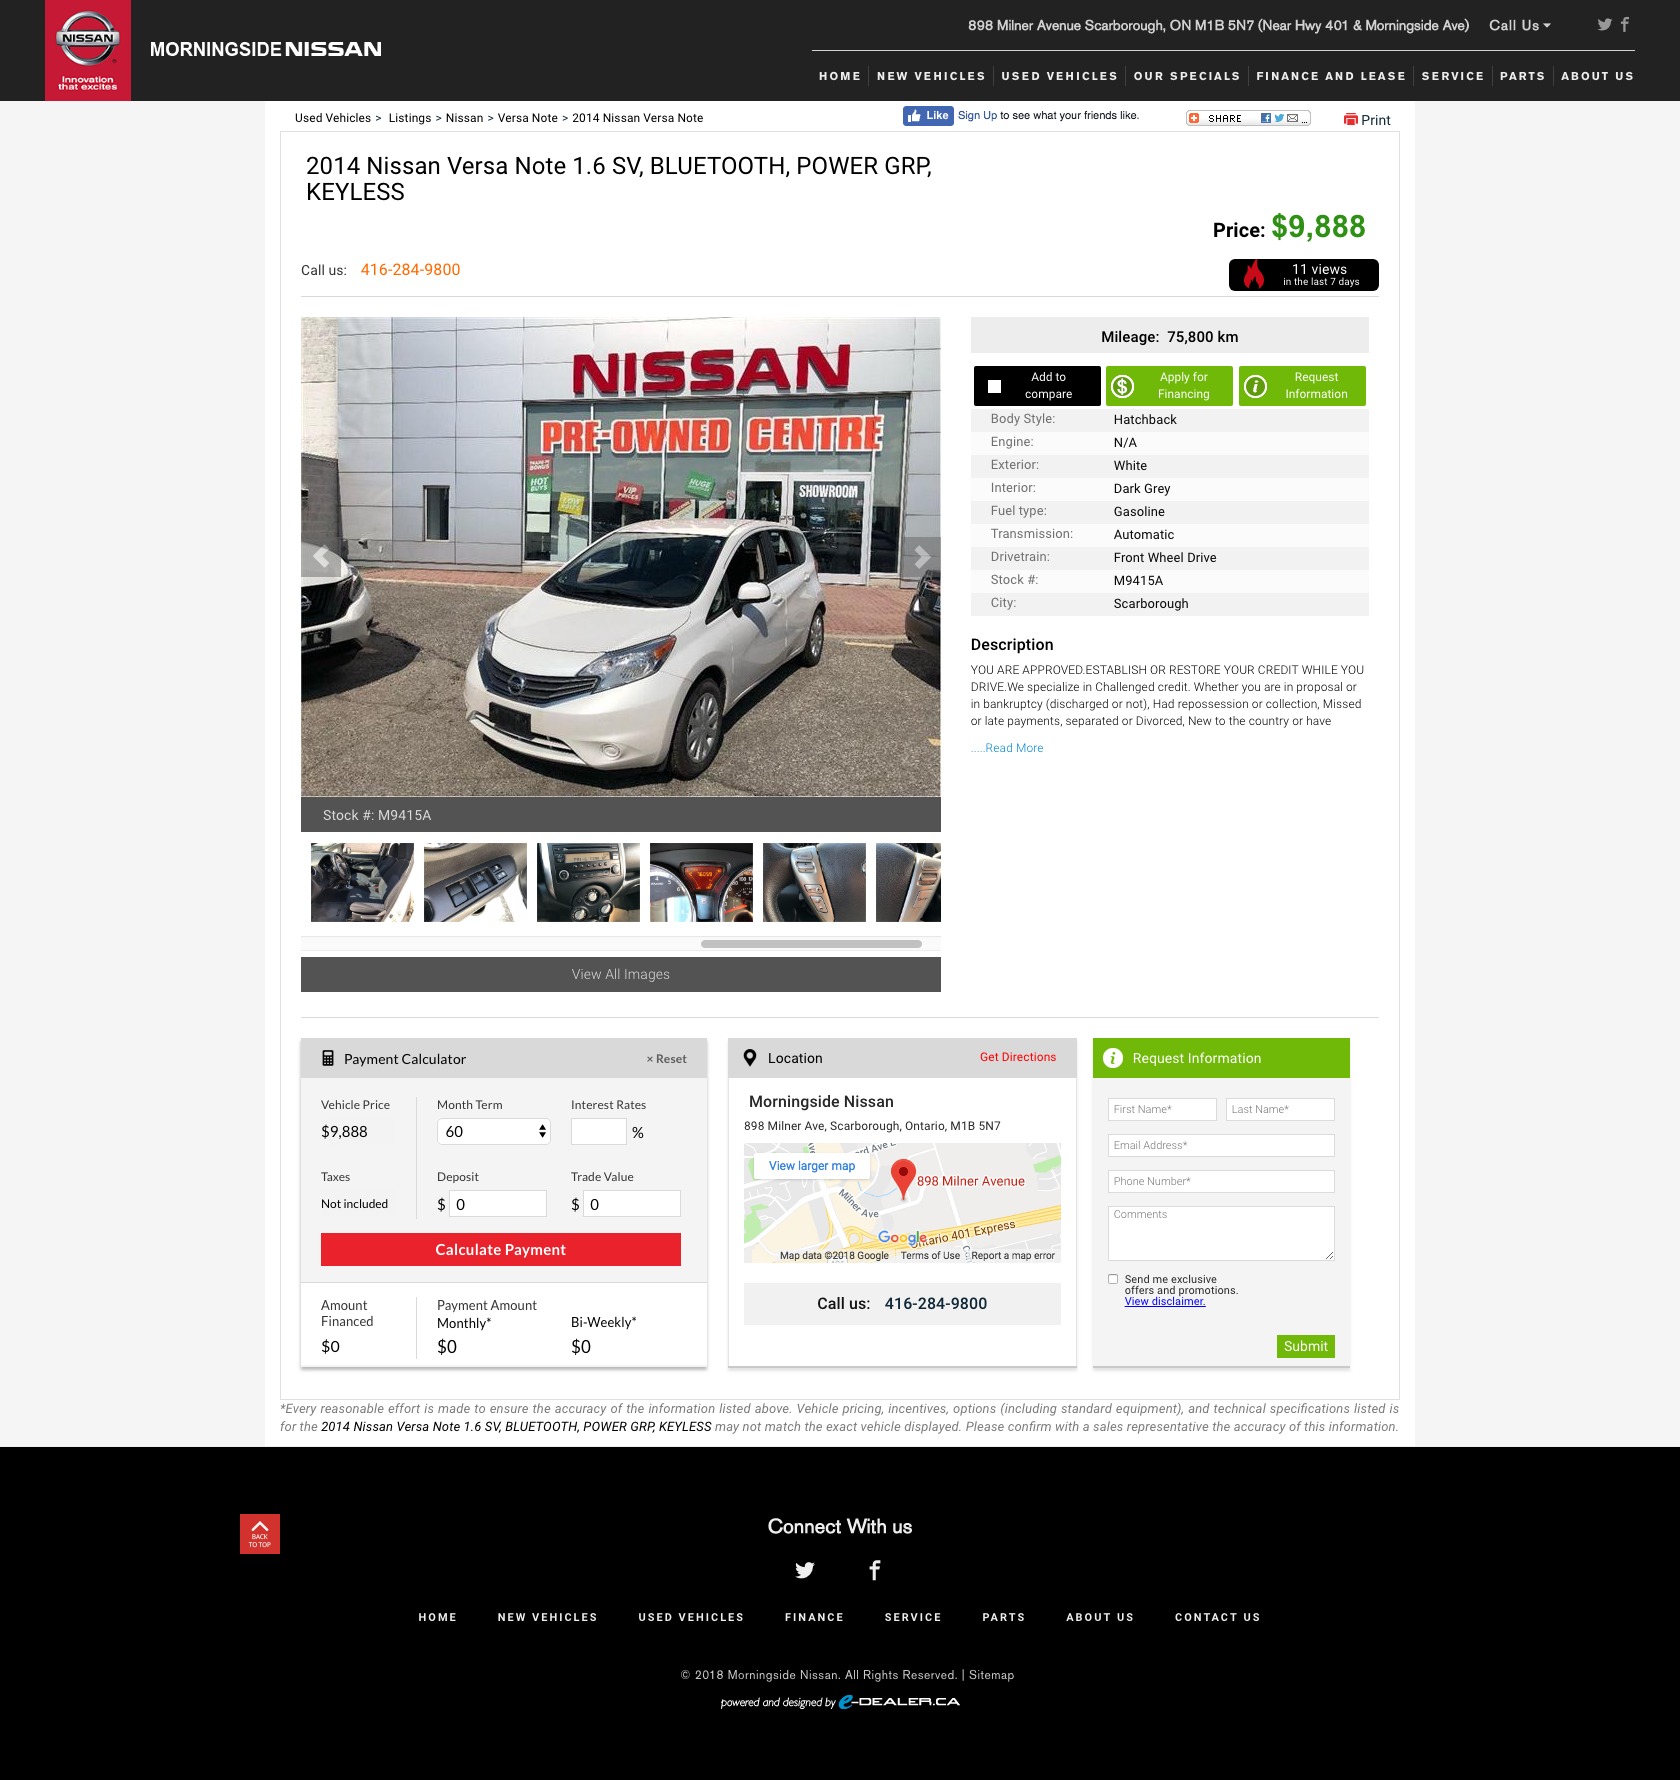 898 Milner Avenue Scarborough, ON M1B 5N7 (Near Hwy 401 & Morningside Ave) Call Us
NISSAN
Innovation
that excites
MORNINGSIDE NISSAN
HOME NEW VEHICLES USED VEHICLES OUR SPECIALS FINANCE AND LEASE SERVICE PARTS ABOUT US
Used Vehicles > Listings > Nissan > Versa Note > 2014 Nissan Versa Note
Like Sign Up to see what your friends like.
SHARE ...
Print
2014 Nissan Versa Note 1.6 SV, BLUETOOTH, POWER GRP,
KEYLESS
Price: $9,888
Call us: 416-284-9800
11 views
in the last 7 days
NISSAN
PRE-OWNED CENTRE
HOT
BUYS
VIP
PRICES
HUGE
SHOWROOM
Stock #: M9415A
View All Images
Mileage: 75,800 km
Add to
compare
Apply for
Financing
Request
Information
Body Style: Hatchback
Engine: N/A
Exterior: White
Interior: Dark Grey
Fuel type: Gasoline
Transmission: Automatic
Drivetrain: Front Wheel Drive
Stock #: M9415A
City: Scarborough
Description
YOU ARE APPROVED.ESTABLISH OR RESTORE YOUR CREDIT WHILE YOU
DRIVE.We specialize in Challenged credit. Whether you are in proposal or
in bankruptcy (discharged or not), Had repossession or collection, Missed
or late payments, separated or Divorced, New to the country or have
.....Read More
Payment Calculator × Reset
Vehicle Price Month Term Interest Rates
$9,888 60 %
Taxes Deposit Trade Value
Not included $ 0 $ 0
Calculate Payment
Amount
Financed
Payment Amount
Monthly* Bi-Weekly*
$0 $0 $0
Location Get Directions
Morningside Nissan
898 Milner Ave, Scarborough, Ontario, M1B 5N7
View larger map
898 Milner Avenue
Milner Ave
Ontario 401 Express
Google
Map data ©2018 Google Terms of Use Report a map error
Call us: 416-284-9800
Request Information
First Name* Last Name*
Email Address*
Phone Number*
Comments
Send me exclusive
offers and promotions.
View disclaimer.
Submit
*Every reasonable effort is made to ensure the accuracy of the information listed above. Vehicle pricing, incentives, options (including standard equipment), and technical specifications listed is
for the 2014 Nissan Versa Note 1.6 SV, BLUETOOTH, POWER GRP, KEYLESS may not match the exact vehicle displayed. Please confirm with a sales representative the accuracy of this information.
BACK
TO TOP
Connect With us
HOME NEW VEHICLES USED VEHICLES FINANCE SERVICE PARTS ABOUT US CONTACT US
© 2018 Morningside Nissan. All Rights Reserved. | Sitemap
powered and designed by e-DEALER.CA